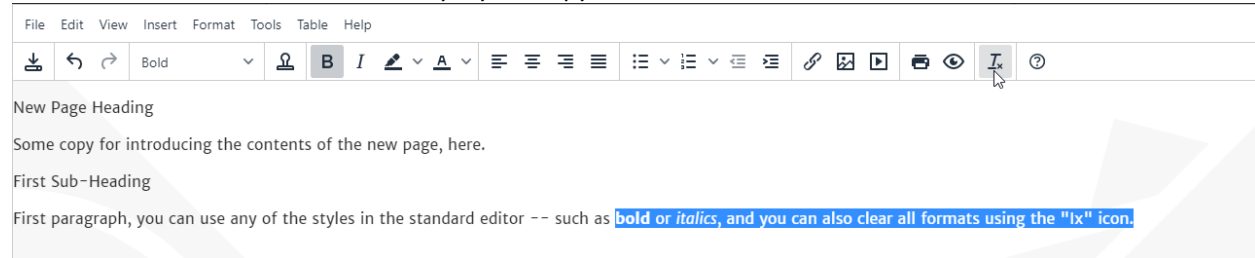 File Edit View Insert Format Tools Table Help
Bold B I A Ix
New Page Heading
Some copy for introducing the contents of the new page, here.
First Sub-Heading
First paragraph, you can use any of the styles in the standard editor -- such as bold or italics, and you can also clear all formats using the "Ix" icon.